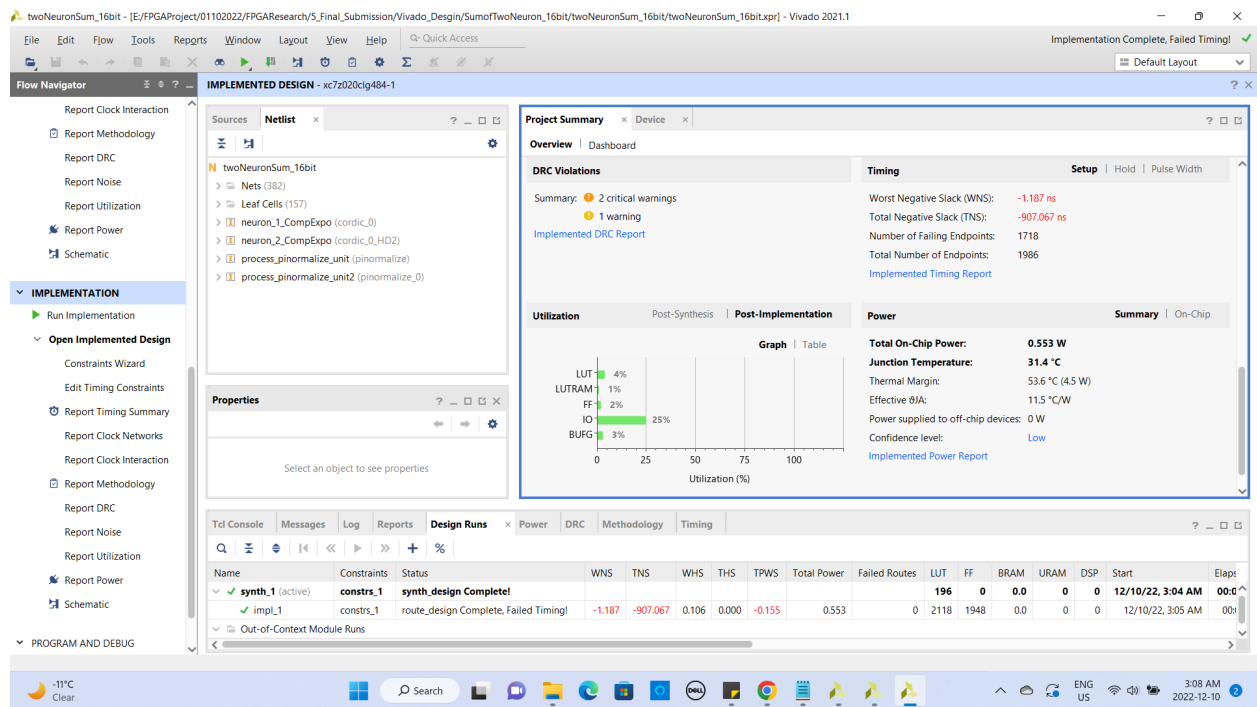 twoNeuronSum_16bit - [E:/FPGAProject/01102022/FPGAResearch/5_Final_Submission/Vivado_Desgin/SumofTwoNeuron_16bit/twoNeuronSum_16bit/twoNeuronSum_16bit.xpr] - Vivado 2021.1
File Edit Flow Tools Reports Window Layout View Help Q- Quick Access Implementation Complete, Failed Timing!
Default Layout
Flow Navigator
IMPLEMENTED DESIGN - xc7z020clg484-1
Report Clock Interaction
Report Methodology
Report DRC
Report Noise
Report Utilization
Report Power
Schematic
IMPLEMENTATION
Run Implementation
Open Implemented Design
Constraints Wizard
Edit Timing Constraints
Report Timing Summary
Report Clock Networks
Report Clock Interaction
Report Methodology
Report DRC
Report Noise
Report Utilization
Report Power
Schematic
PROGRAM AND DEBUG
Sources Netlist
N twoNeuronSum_16bit
Nets (382)
Leaf Cells (157)
neuron_1_CompExpo (cordic_0)
neuron_2_CompExpo (cordic_0_HD2)
process_pinormalize_unit (pinormalize)
process_pinormalize_unit2 (pinormalize_0)
Properties
Select an object to see properties
Project Summary Device
Overview Dashboard
DRC Violations
Summary: 2 critical warnings
1 warning
Implemented DRC Report
Timing Setup | Hold | Pulse Width
Worst Negative Slack (WNS): -1.187 ns
Total Negative Slack (TNS): -907.067 ns
Number of Failing Endpoints: 1718
Total Number of Endpoints: 1986
Implemented Timing Report
Utilization Post-Synthesis | Post-Implementation
Graph | Table
LUT 4%
LUTRAM 1%
FF 2%
IO 25%
BUFG 3%
0 25 50 75 100
Utilization (%)
Power Summary | On-Chip
Total On-Chip Power: 0.553 W
Junction Temperature: 31.4 °C
Thermal Margin: 53.6 °C (4.5 W)
Effective ϑJA: 11.5 °C/W
Power supplied to off-chip devices: 0 W
Confidence level: Low
Implemented Power Report
Tcl Console Messages Log Reports Design Runs Power DRC Methodology Timing
Name Constraints Status WNS TNS WHS THS TPWS Total Power Failed Routes LUT FF BRAM URAM DSP Start Elaps
synth_1 (active) constrs_1 synth_design Complete! 196 0 0.0 0 0 12/10/22, 3:04 AM 00:0
impl_1 constrs_1 route_design Complete, Failed Timing! -1.187 -907.067 0.106 0.000 -0.155 0.553 0 2118 1948 0.0 0 0 12/10/22, 3:05 AM 00:
Out-of-Context Module Runs
-11°C
Clear
Search
DELL
ENG
US
3:08 AM
2022-12-10
2